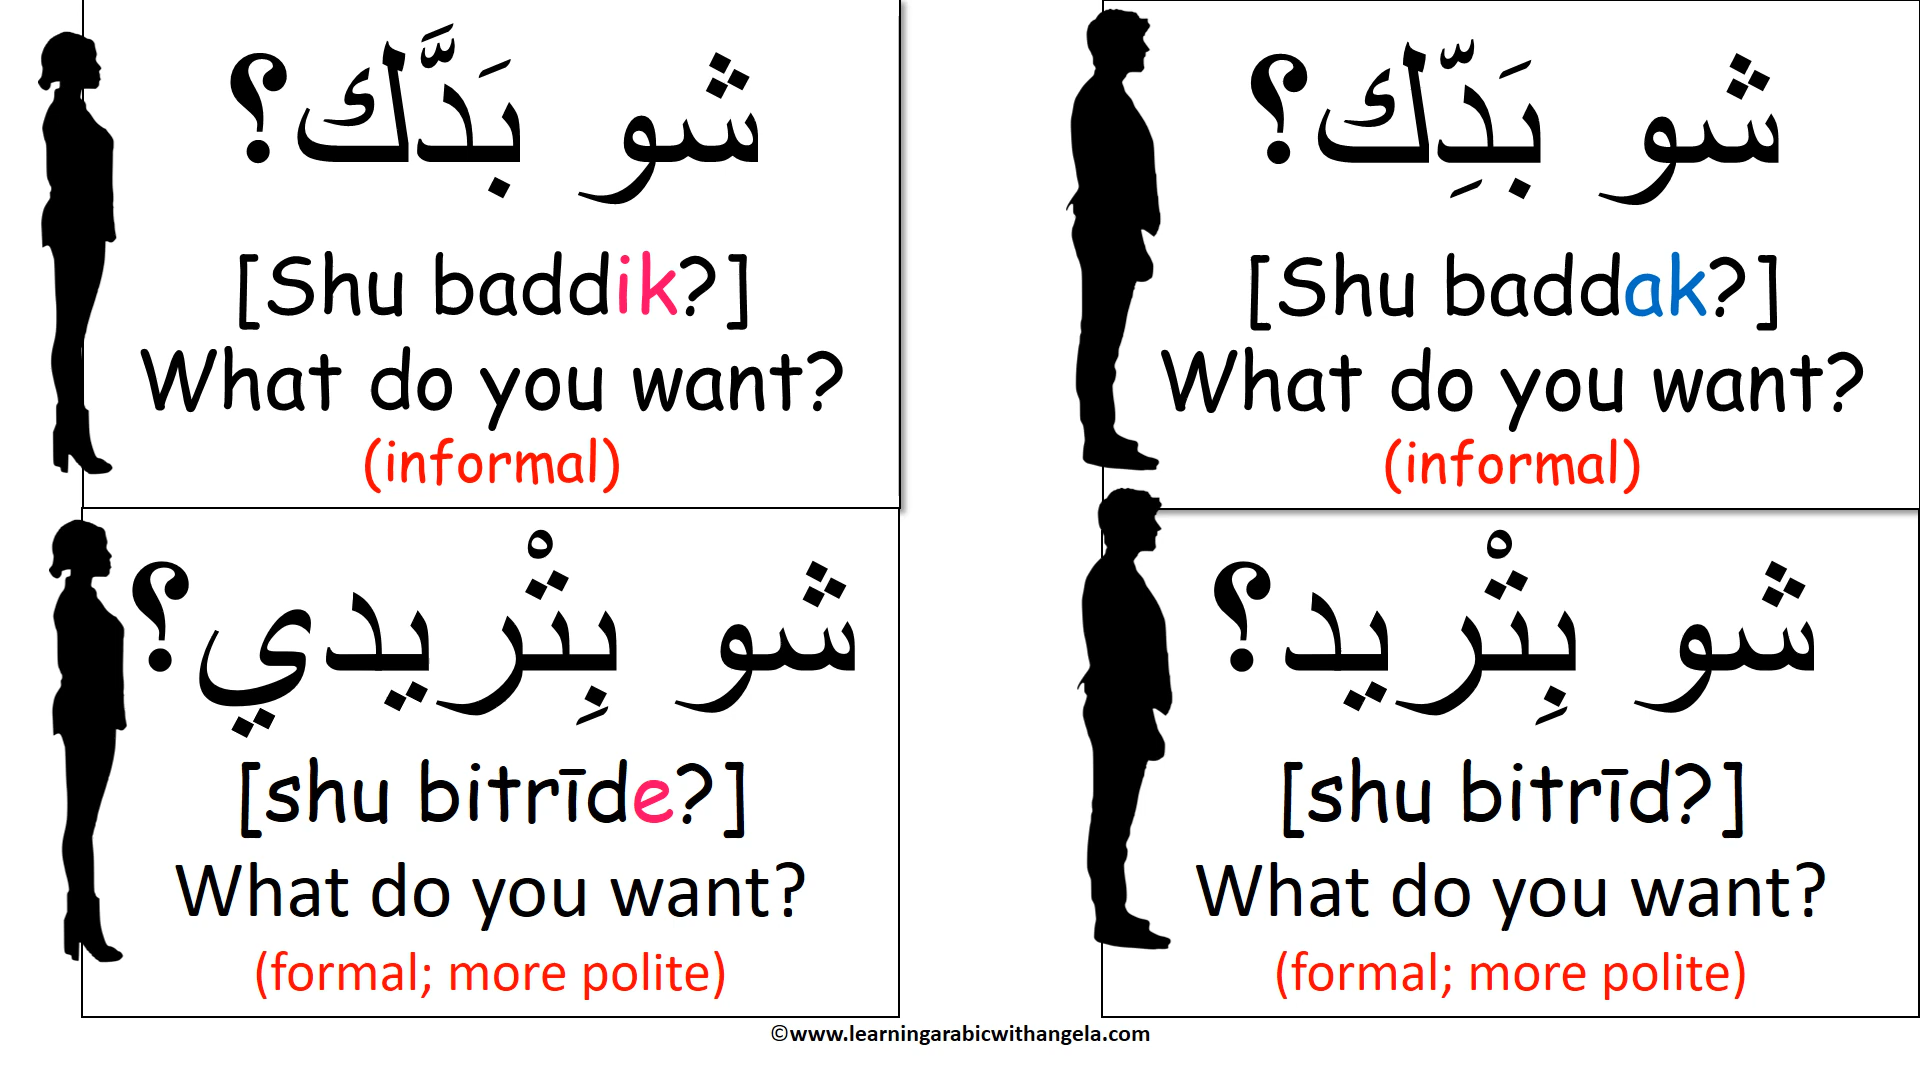 شو بَدَّك؟
[Shu baddik?]
What do you want?
(informal)
شو بَدِّك؟
[Shu baddak?]
What do you want?
(informal)
شو بِتْريدي؟
[shu bitrīde?]
What do you want?
(formal; more polite)
شو بِتْريد؟
[shu bitrīd?]
What do you want?
(formal; more polite)
©www.learningarabicwithangela.com